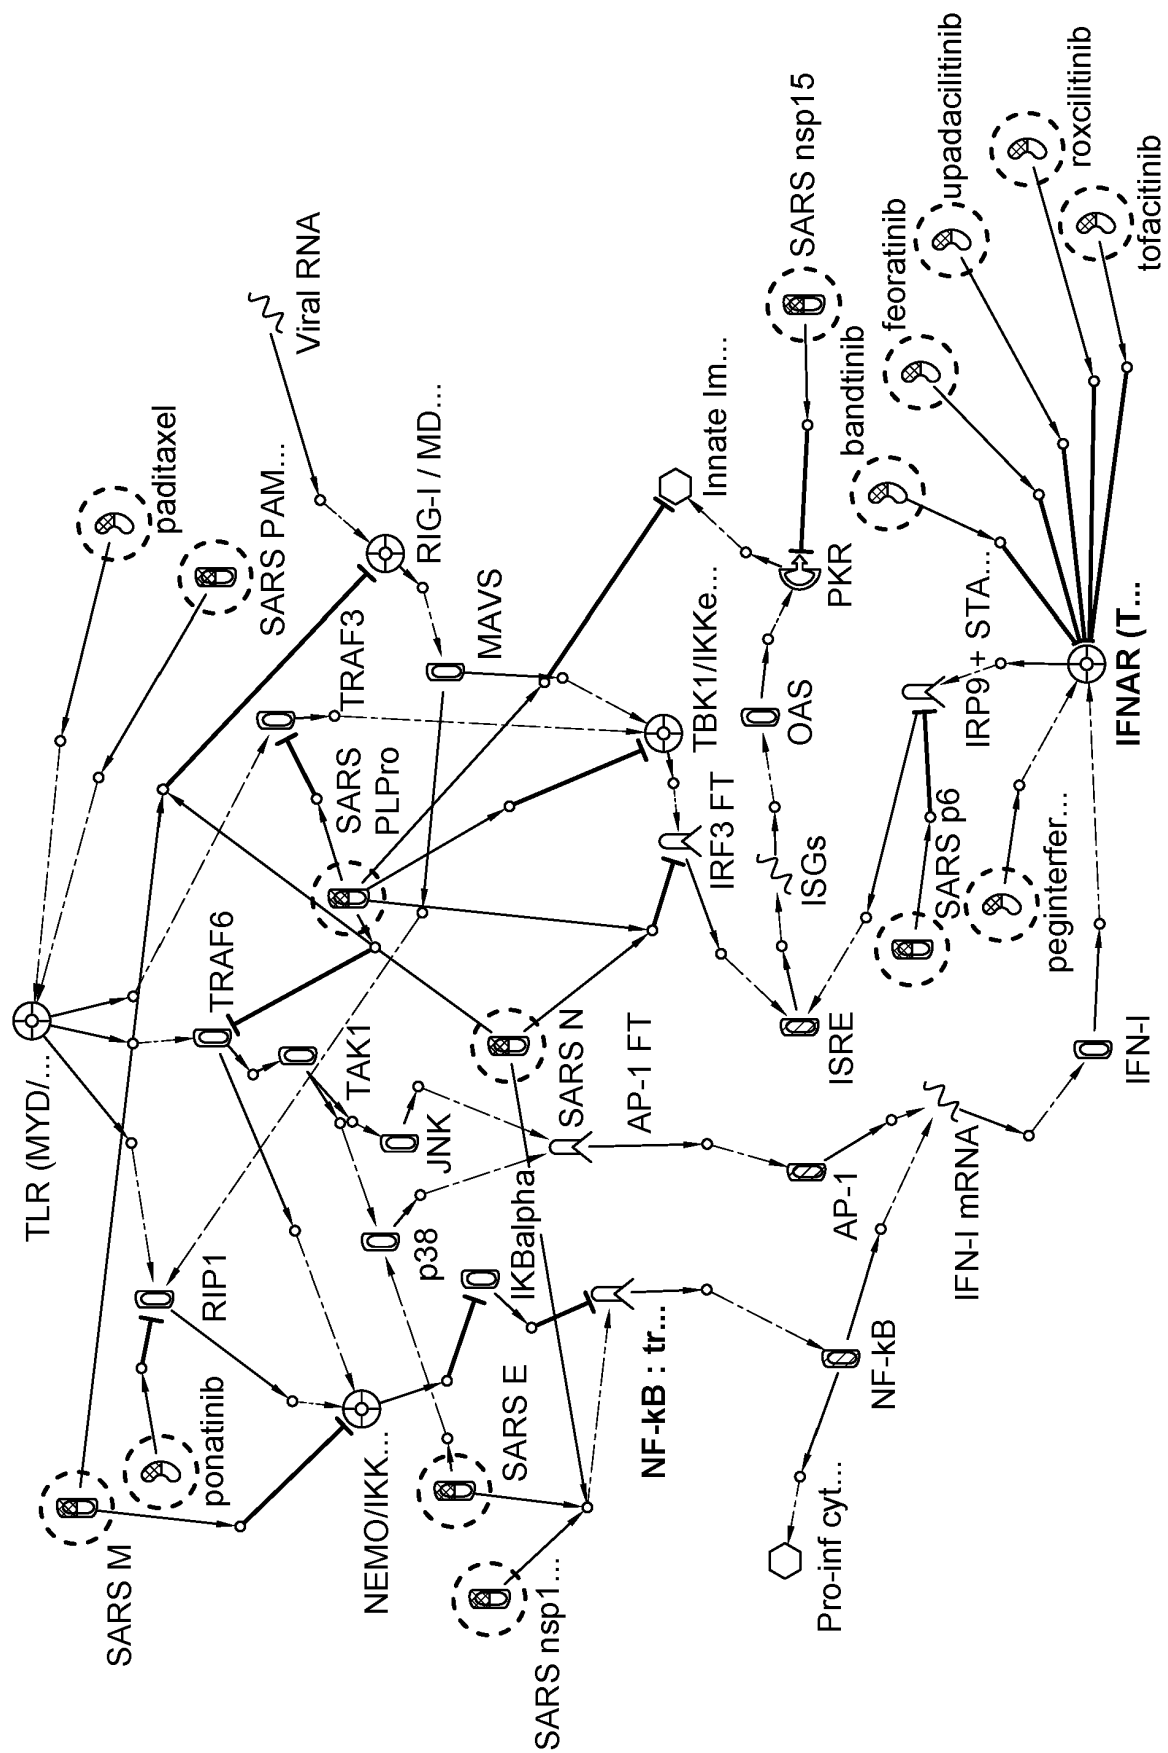 SARS M
ponatinib
RIP1
TLR (MYD/...
TRAF6
paditaxel
SARS PAM...
TRAF3
Viral RNA
RIG-I / MD...
MAVS
SARS
PLPro
TAK1
JNK
p38
NEMO/IKK...
IKBalpha
SARS E
SARS nsp1...
SARS N
AP-1 FT
NF-kB : tr...
TBK1/IKKe...
IRF3 FT
Innate Im...
SARS nsp15
PKR
OAS
ISGs
ISRE
AP-1
NF-kB
Pro-inf cyt...
IFN-I mRNA
IFN-I
SARS p6
peginterfer...
IRP9 + STA...
IFNAR (T...
bandtinib
feoratinib
upadacilitinib
roxcilitinib
tofacitinib